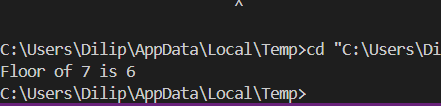 ^
C:\Users\Dilip\AppData\Local\Temp>cd "C:\Users\Di
Floor of 7 is 6
C:\Users\Dilip\AppData\Local\Temp>